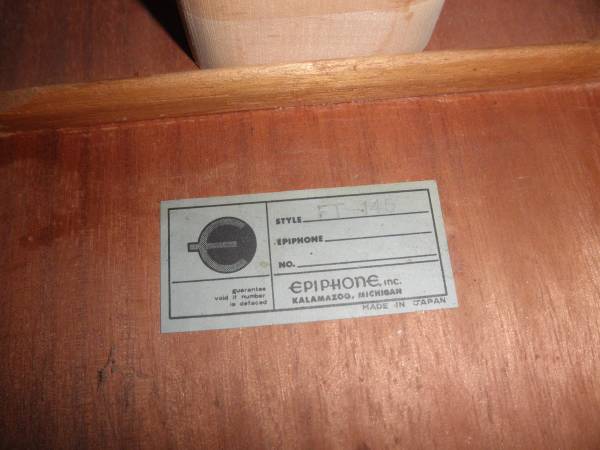 STYLE FT-145
EPIPHONE
NO.
guarantee
void if number
is defaced
EPIPHONE, INC.
KALAMAZOO, MICHIGAN
MADE IN JAPAN